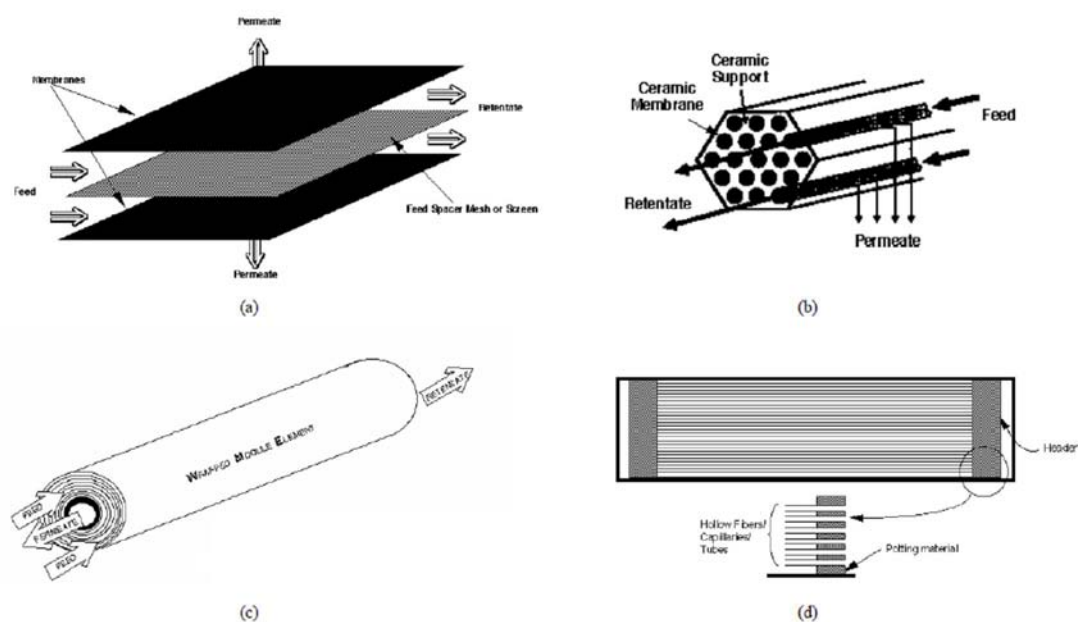 Permeate
Membranes
Retentate
Feed
Feed Spacer Mesh or Screen
Permeate
(a)
Ceramic
Support
Ceramic
Membrane
Feed
Retentate
Permeate
(b)
RETENTATE
WRAPPED MODULE ELEMENT
FEED
PERMEATE
FEED
(c)
Header
Hollow Fibers/
Capillaries/
Tubes
Potting material
(d)